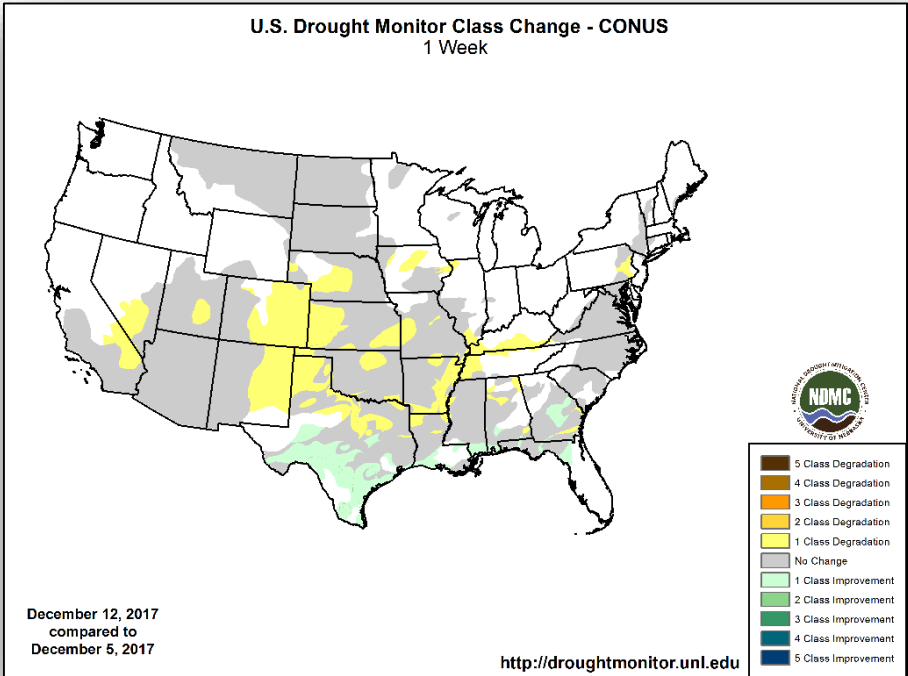 U.S. Drought Monitor Class Change - CONUS
1 Week
NATIONAL DROUGHT MITIGATION CENTER
NDMC
UNIVERSITY OF NEBRASKA
5 Class Degradation
4 Class Degradation
3 Class Degradation
2 Class Degradation
1 Class Degradation
No Change
1 Class Improvement
2 Class Improvement
3 Class Improvement
4 Class Improvement
5 Class Improvement
December 12, 2017
compared to
December 5, 2017
http://droughtmonitor.unl.edu